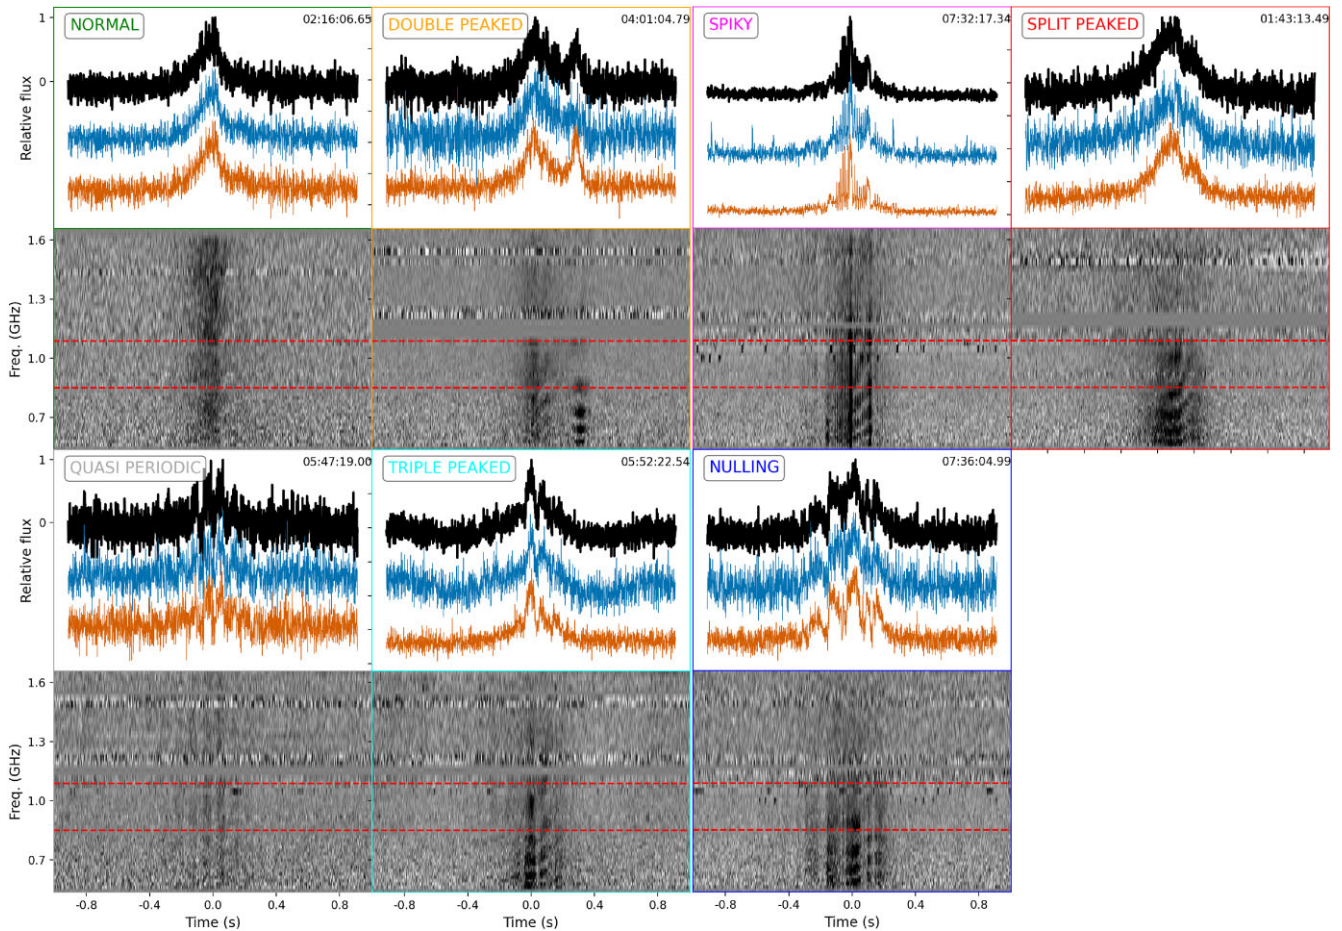 NORMAL 02:16:06.65
DOUBLE PEAKED 04:01:04.79
SPIKY 07:32:17.34
SPLIT PEAKED 01:43:13.49
1
0
Relative flux
1.6
1.3
1.0
0.7
Freq. (GHz)
QUASI PERIODIC 05:47:19.00
TRIPLE PEAKED 05:52:22.54
NULLING 07:36:04.99
1
0
Relative flux
1.6
1.3
1.0
0.7
Freq. (GHz)
-0.8 -0.4 0.0 0.4 0.8
-0.8 -0.4 0.0 0.4 0.8
-0.8 -0.4 0.0 0.4 0.8
Time (s)
Time (s)
Time (s)